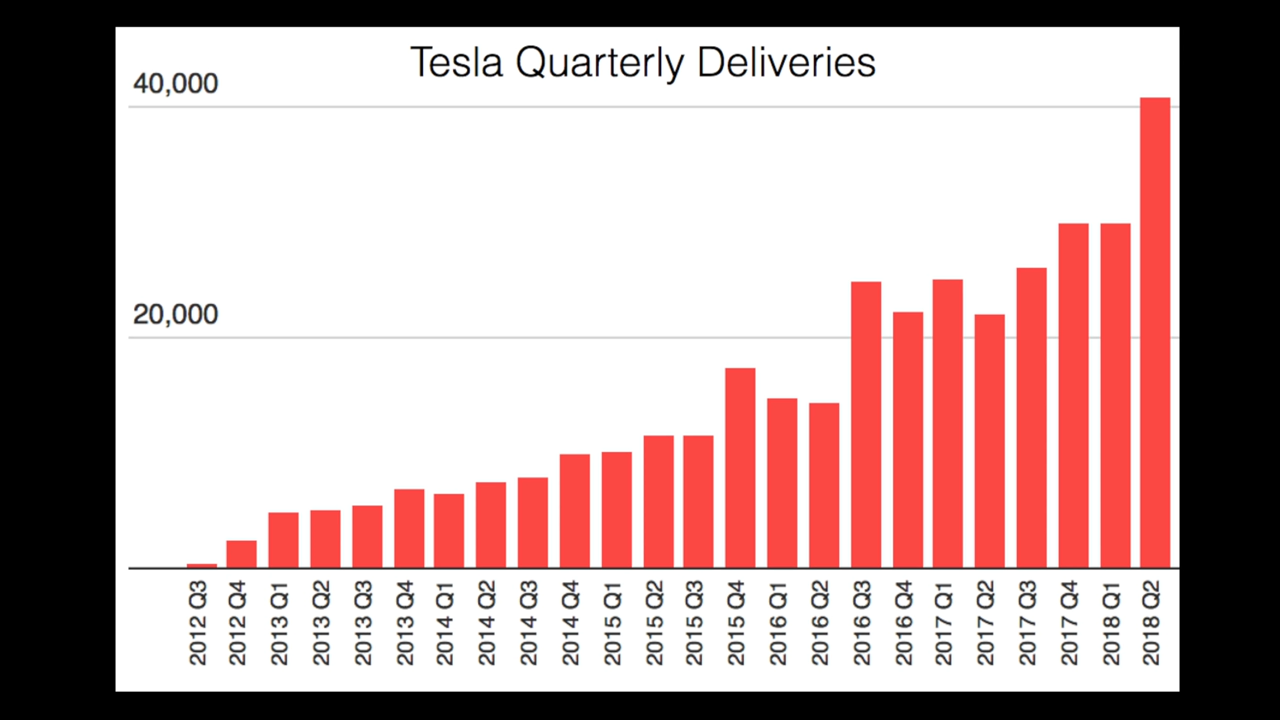 Tesla Quarterly Deliveries
40,000
20,000
2012 Q3
2012 Q4
2013 Q1
2013 Q2
2013 Q3
2013 Q4
2014 Q1
2014 Q2
2014 Q3
2014 Q4
2015 Q1
2015 Q2
2015 Q3
2015 Q4
2016 Q1
2016 Q2
2016 Q3
2016 Q4
2017 Q1
2017 Q2
2017 Q3
2017 Q4
2018 Q1
2018 Q2